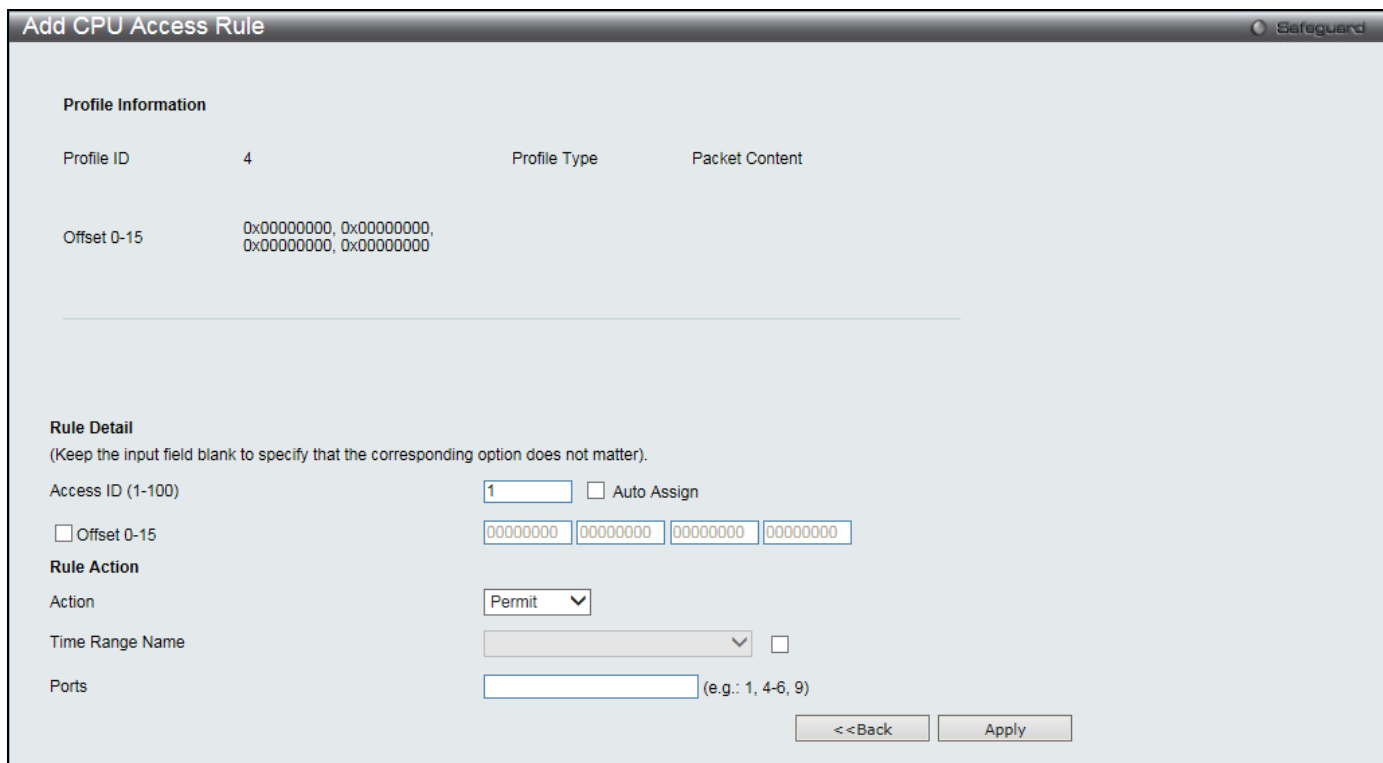 Add CPU Access Rule
Safeguard
Profile Information
Profile ID 4 Profile Type Packet Content
Offset 0-15 0x00000000, 0x00000000,
0x00000000, 0x00000000
Rule Detail
(Keep the input field blank to specify that the corresponding option does not matter).
Access ID (1-100) 1 Auto Assign
Offset 0-15 00000000 00000000 00000000 00000000
Rule Action
Action Permit
Time Range Name
Ports (e.g.: 1, 4-6, 9)
<<Back Apply